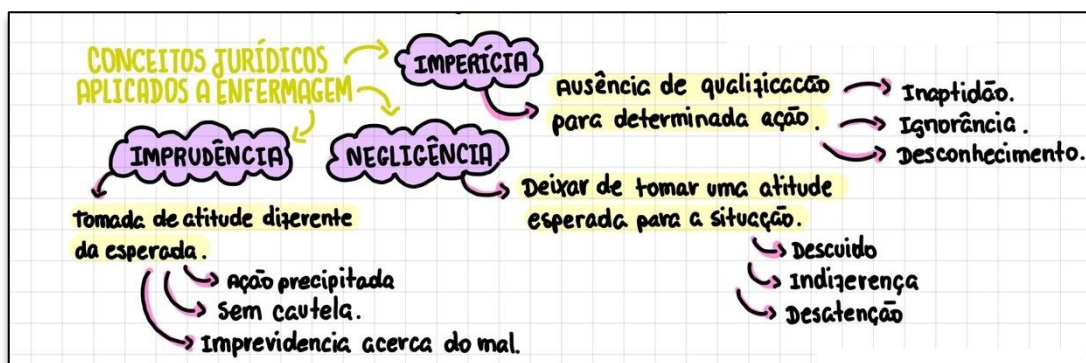 CONCEITOS JURÍDICOS
APLICADOS A ENFERMAGEM
IMPERÍCIA
Ausência de qualificacão
para determinada ação.
Inaptidão.
Ignorância.
Desconhecimento.
IMPRUDÊNCIA
Tomada de atitude diferente
da esperada.
Ação precipitada
Sem cautela.
Imprevidencia acerca do mal.
NEGLIGÊNCIA
Deixar de tomar uma atitude
esperada para a situacção.
Descuido
Indiferença
Desatenção